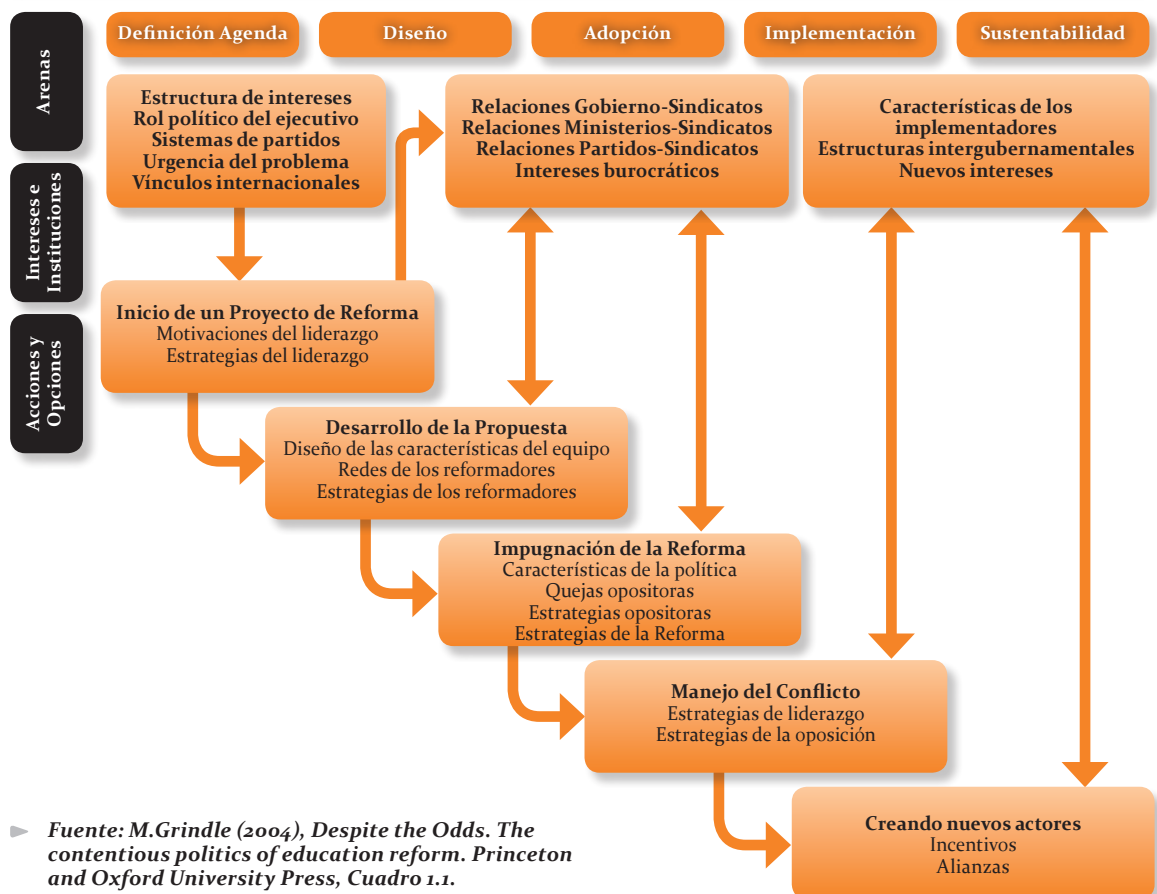 Arenas
Definición Agenda
Diseño
Adopción
Implementación
Sustentabilidad
Intereses e
Instituciones
Estructura de intereses
Rol político del ejecutivo
Sistemas de partidos
Urgencia del problema
Vínculos internacionales
Relaciones Gobierno-Sindicatos
Relaciones Ministerios-Sindicatos
Relaciones Partidos-Sindicatos
Intereses burocráticos
Características de los
implementadores
Estructuras intergubernamentales
Nuevos intereses
Acciones y
Opciones
Inicio de un Proyecto de Reforma
Motivaciones del liderazgo
Estrategias del liderazgo
Desarrollo de la Propuesta
Diseño de las características del equipo
Redes de los reformadores
Estrategias de los reformadores
Impugnación de la Reforma
Características de la política
Quejas opositoras
Estrategias opositoras
Estrategias de la Reforma
Manejo del Conflicto
Estrategias de liderazgo
Estrategias de la oposición
Creando nuevos actores
Incentivos
Alianzas
Fuente: M.Grindle (2004), Despite the Odds. The
contentious politics of education reform. Princeton
and Oxford University Press, Cuadro 1.1.